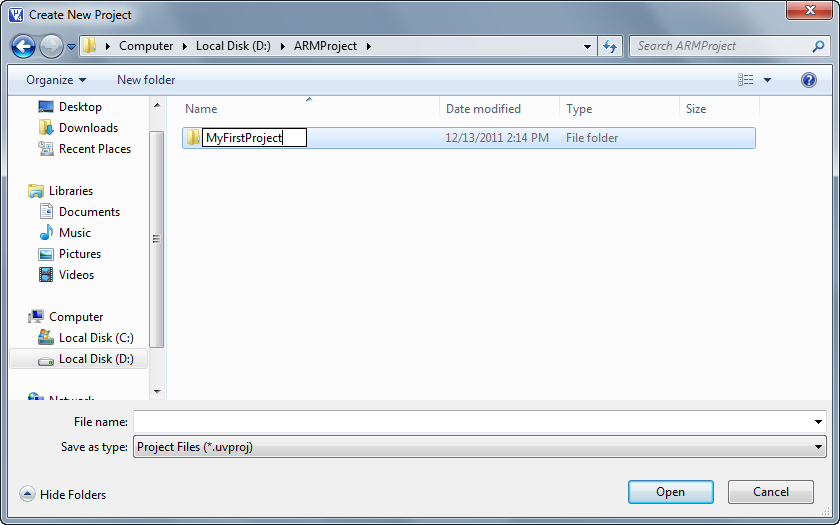 Create New Project
Computer Local Disk (D:) ARMProject Search ARMProject
Organize New folder
Name Date modified Type Size
MyFirstProject 12/13/2011 2:14 PM File folder
Desktop
Downloads
Recent Places
Libraries
Documents
Music
Pictures
Videos
Computer
Local Disk (C:)
Local Disk (D:)
Network
File name:
Save as type: Project Files (*.uvproj)
Hide Folders Open Cancel